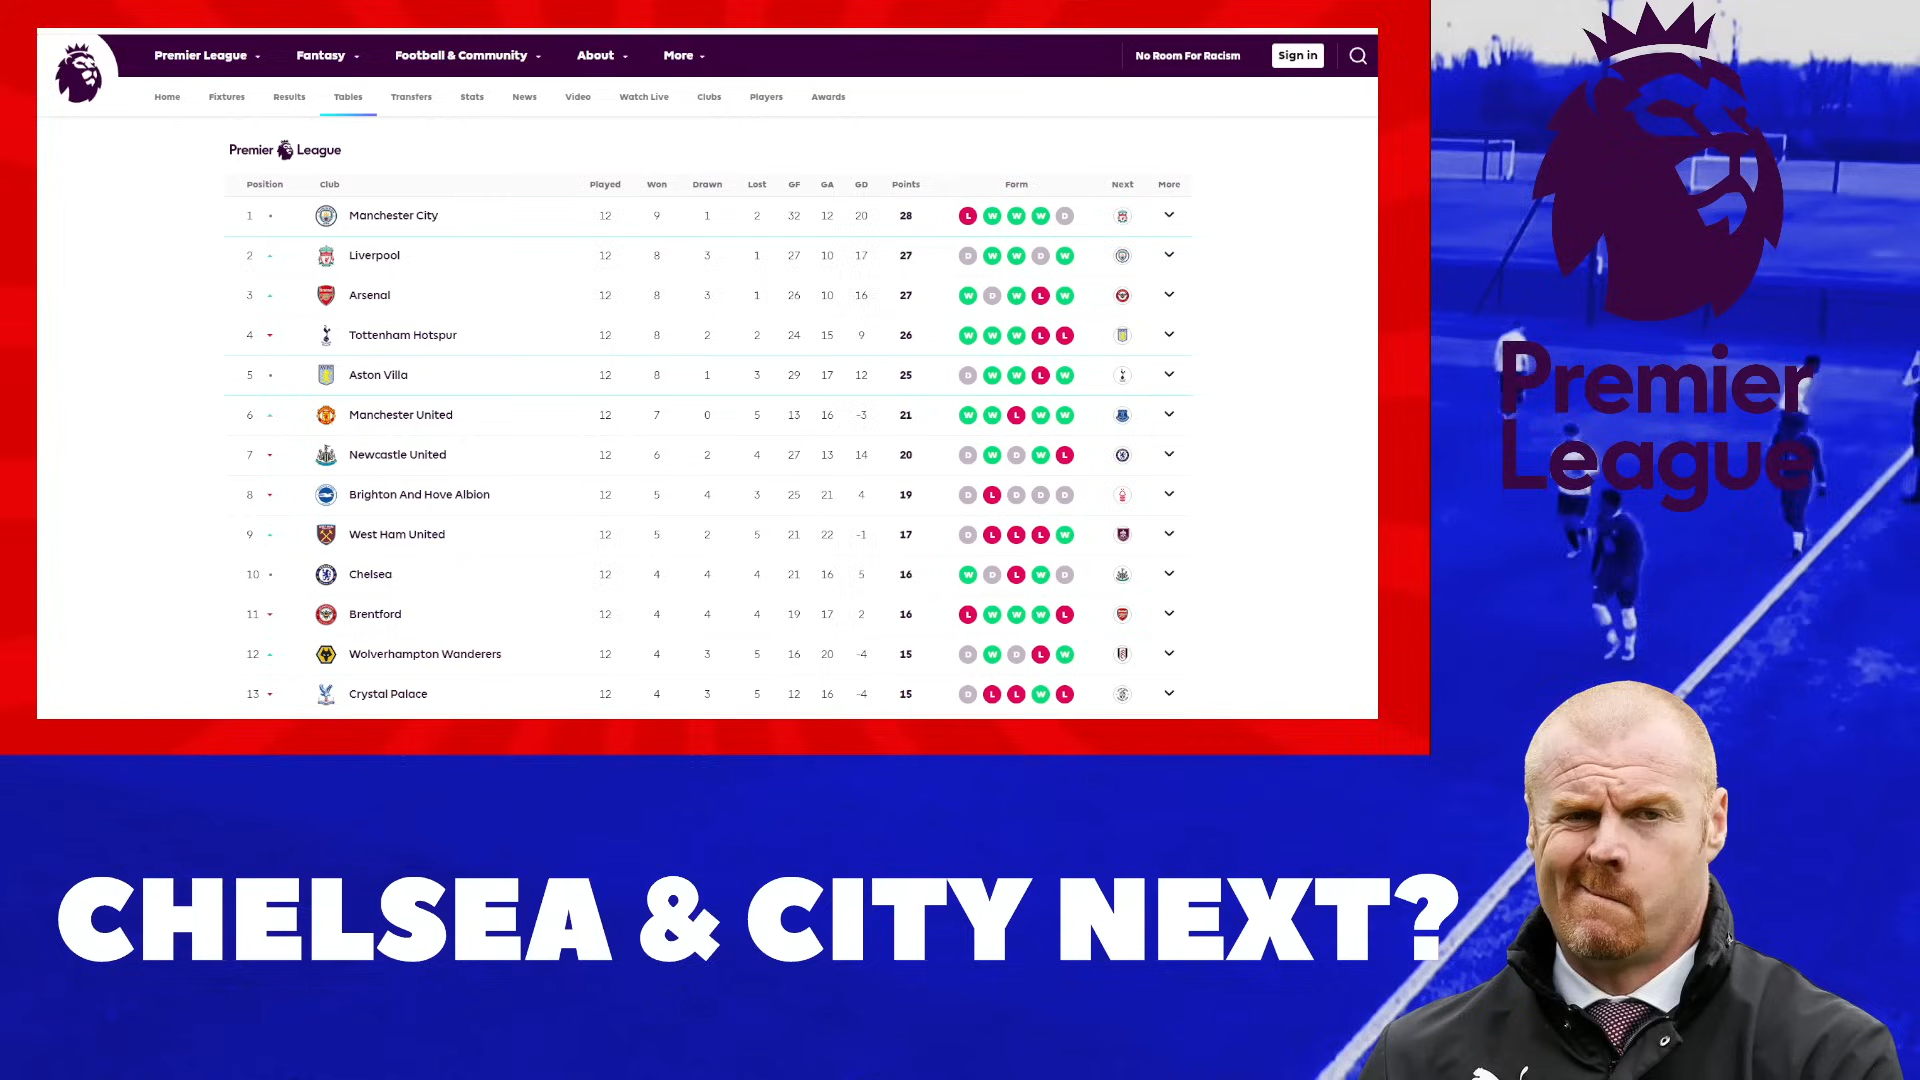 Premier League Fantasy Football & Community About More No Room For Racism Sign in
Home Fixtures Results Tables Transfers Stats News Video Watch Live Clubs Players Awards
Premier League
Position Club Played Won Drawn Lost GF GA GD Points Form Next More
1 Manchester City 12 9 1 2 32 12 20 28 L W W W D
2 Liverpool 12 8 3 1 27 10 17 27 D W W D W
3 Arsenal 12 8 3 1 26 10 16 27 W D W L W
4 Tottenham Hotspur 12 8 2 2 24 15 9 26 W W W L L
5 Aston Villa 12 8 1 3 29 17 12 25 D W W L W
6 Manchester United 12 7 0 5 13 16 -3 21 W W L W W
7 Newcastle United 12 6 2 4 27 13 14 20 D W D W L
8 Brighton And Hove Albion 12 5 4 3 25 21 4 19 D L D D D
9 West Ham United 12 5 2 5 21 22 -1 17 D L L L W
10 Chelsea 12 4 4 4 21 16 5 16 W D L W D
11 Brentford 12 4 4 4 19 17 2 16 L W W W L
12 Wolverhampton Wanderers 12 4 3 5 16 20 -4 15 D W D L W
13 Crystal Palace 12 4 3 5 12 16 -4 15 D L L W L
Premier
League
CHELSEA & CITY NEXT?